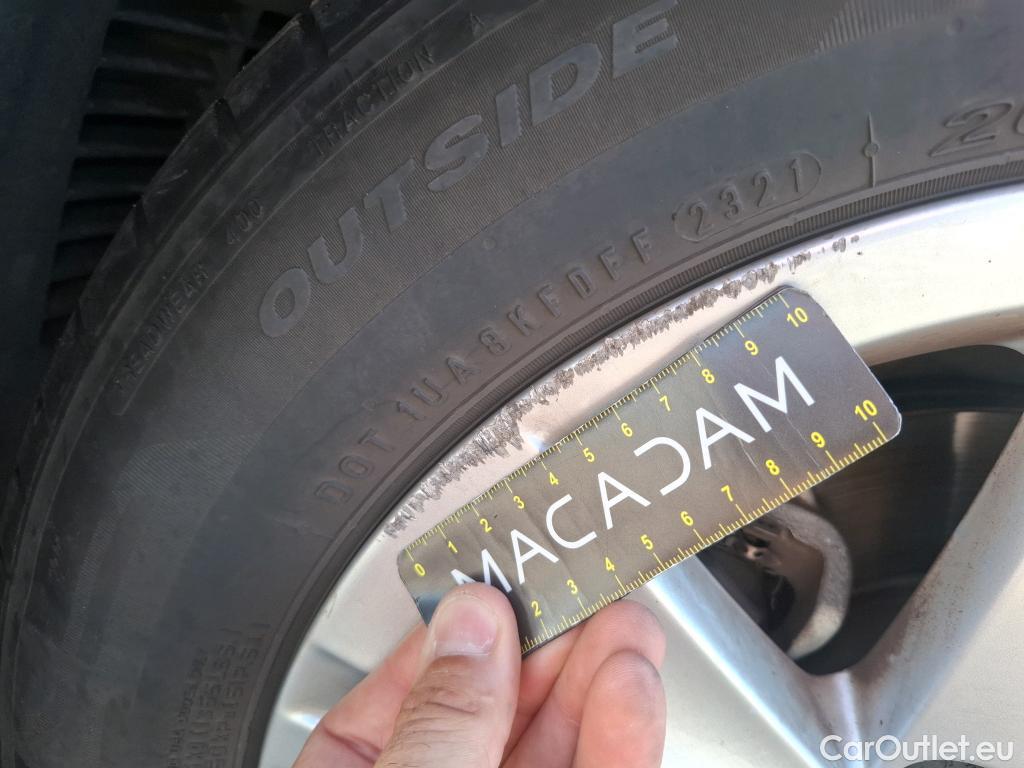 TRACTION A
TREADWEAR 400
OUTSIDE
DOT 1UA 8KFDFF 2321
0 1 2 3 4 5 6 7 8 9 10
MACADAM
2 3 4 5 6 7 8 9 10
CarOutlet.eu